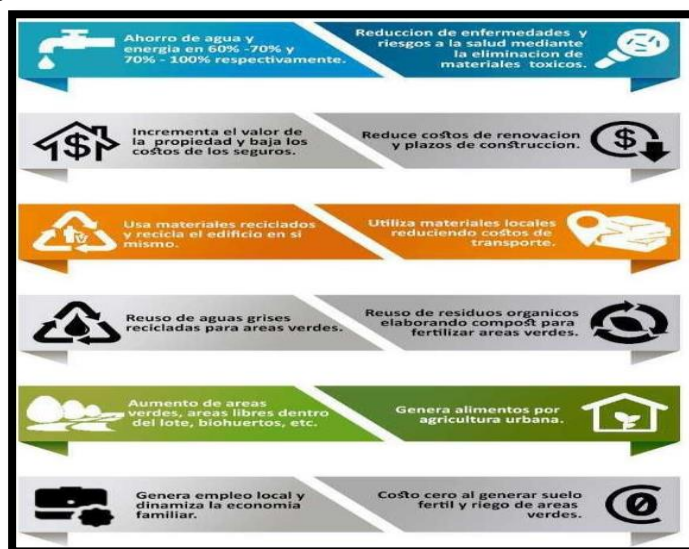 Ahorro de agua y
energia en 60% -70% y
70% - 100% respectivamente.
Reduccion de enfermedades y
riesgos a la salud mediante
la eliminacion de
materiales toxicos.
$
Incrementa el valor de
la propiedad y baja los
costos de los seguros.
Reduce costos de renovacion
y plazos de construccion.
$
Usa materiales reciclados
y recicla el edificio en si
mismo.
Utiliza materiales locales
reduciendo costos de
transporte.
Reuso de aguas grises
recicladas para areas verdes.
Reuso de residuos organicos
elaborando compost para
fertilizar areas verdes.
Aumento de areas
verdes, areas libres dentro
del lote, biohuertos, etc.
Genera alimentos por
agricultura urbana.
Genera empleo local y
dinamiza la economia
familiar.
Costo cero al generar suelo
fertil y riego de areas
verdes.
0